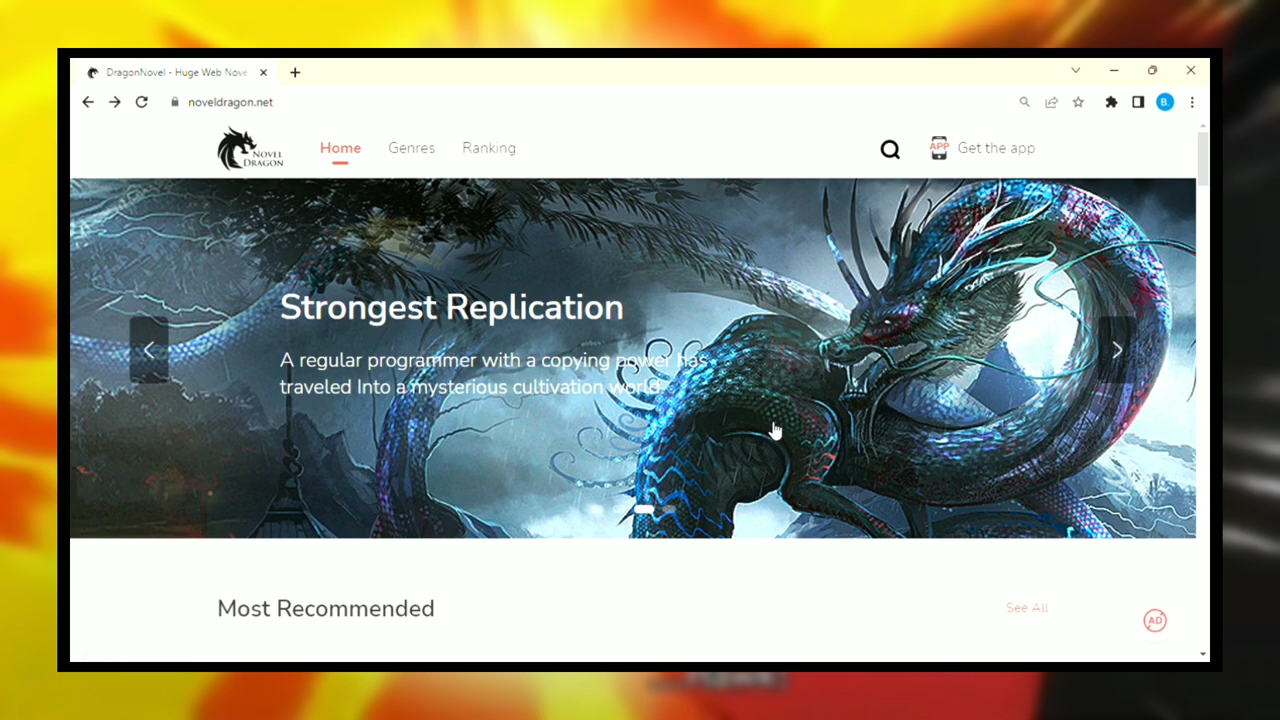 DragonNovel - Huge Web Nove
noveldragon.net
B.
NOVEL
DRAGON
Home
Genres
Ranking
APP
Get the app
Strongest Replication
A regular programmer with a copying power has
traveled Into a mysterious cultivation world.
Most Recommended
See All
AD